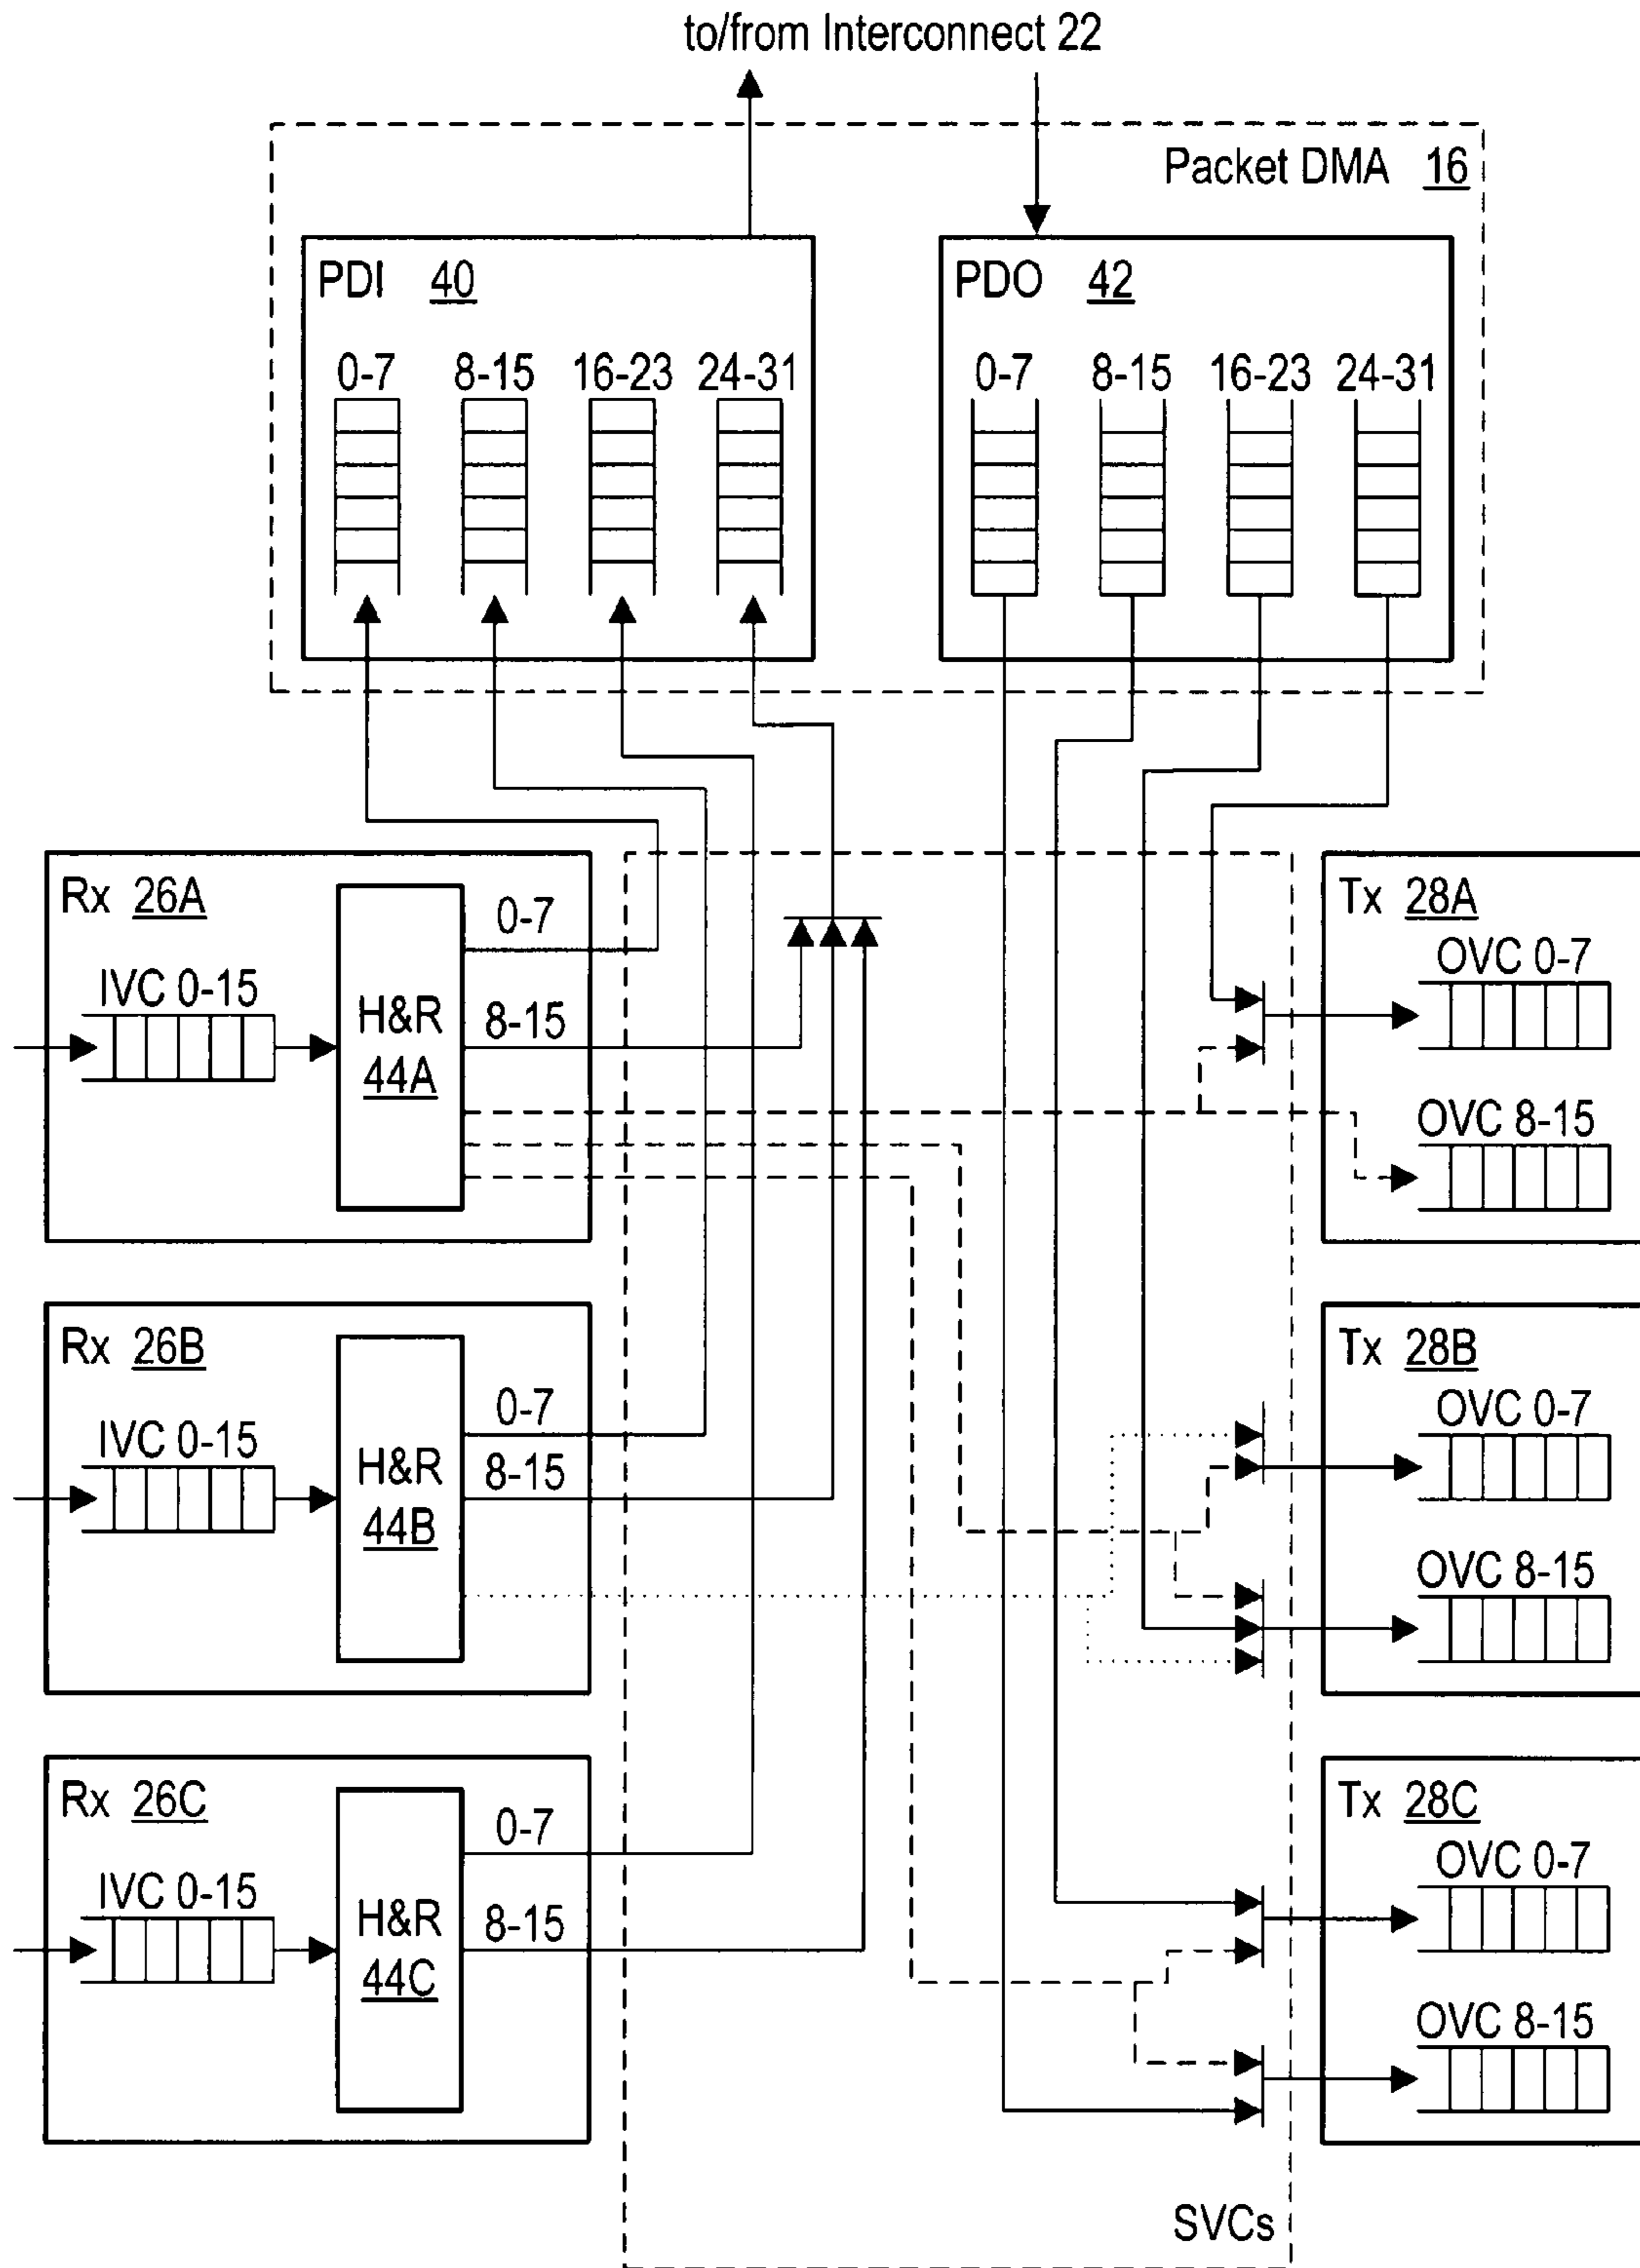 to/from Interconnect 22
Packet DMA 16
PDI 40
0-7 8-15 16-23 24-31
PDO 42
0-7 8-15 16-23 24-31
Rx 26A
IVC 0-15
H&R
44A
0-7
8-15
Tx 28A
OVC 0-7
OVC 8-15
Rx 26B
IVC 0-15
H&R
44B
0-7
8-15
Tx 28B
OVC 0-7
OVC 8-15
Rx 26C
IVC 0-15
H&R
44C
0-7
8-15
Tx 28C
OVC 0-7
OVC 8-15
SVCs